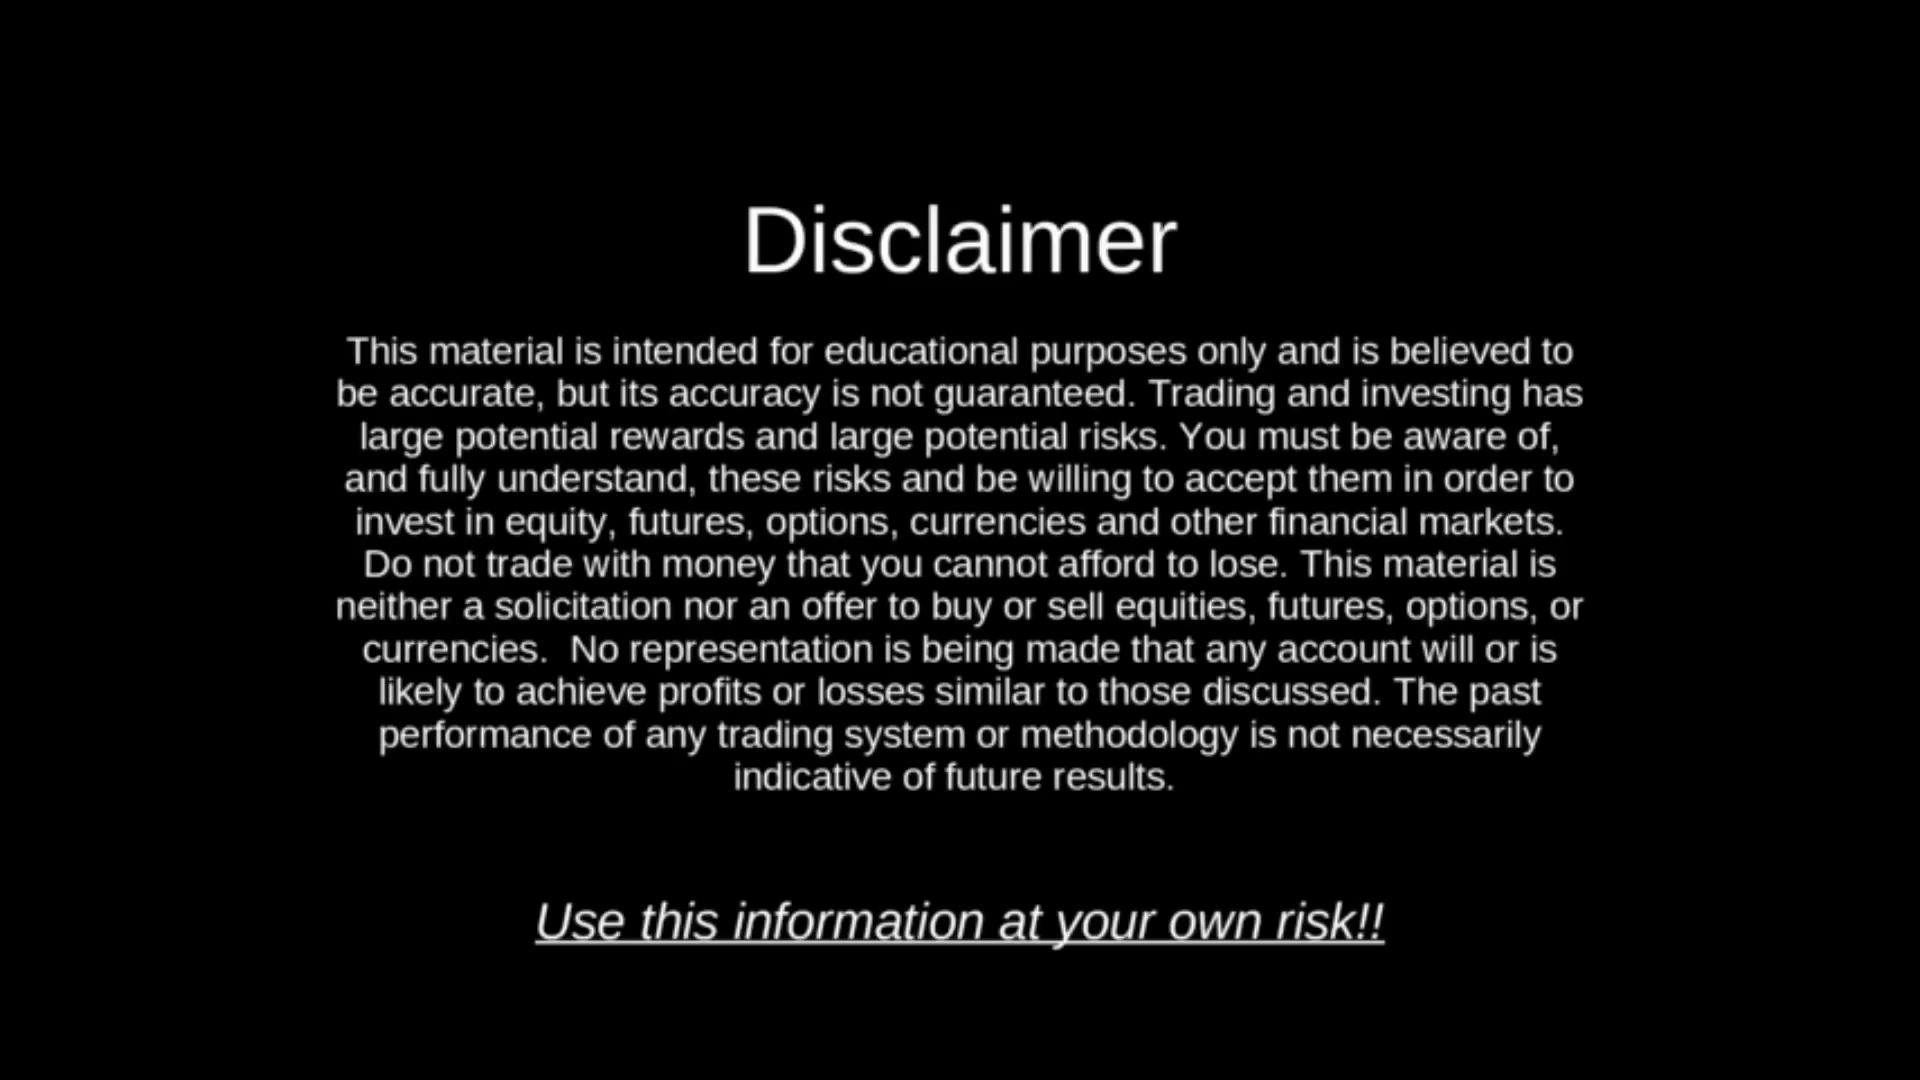 Disclaimer
This material is intended for educational purposes only and is believed to
be accurate, but its accuracy is not guaranteed. Trading and investing has
large potential rewards and large potential risks. You must be aware of,
and fully understand, these risks and be willing to accept them in order to
invest in equity, futures, options, currencies and other financial markets.
Do not trade with money that you cannot afford to lose. This material is
neither a solicitation nor an offer to buy or sell equities, futures, options, or
currencies.  No representation is being made that any account will or is
likely to achieve profits or losses similar to those discussed. The past
performance of any trading system or methodology is not necessarily
indicative of future results.
Use this information at your own risk!!